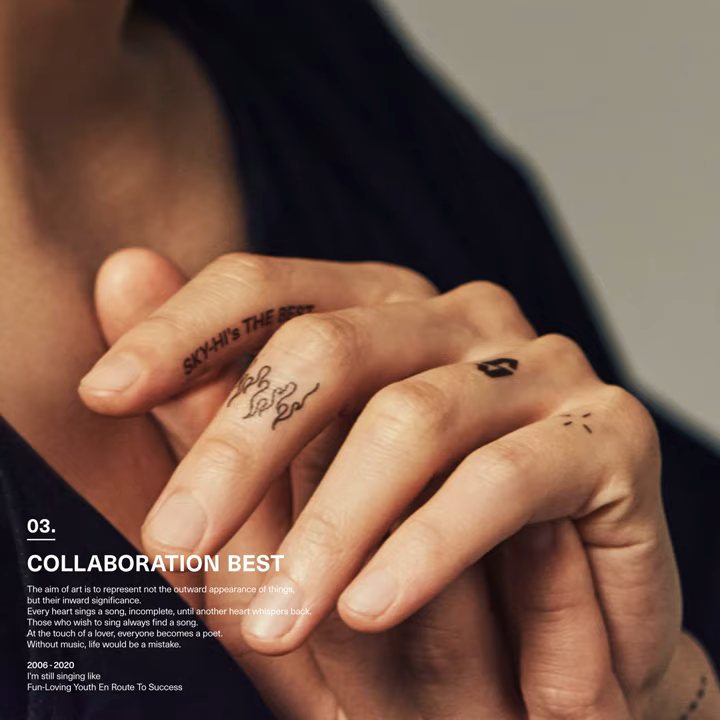 SKY-HI's THE BEST
03.
COLLABORATION BEST
The aim of art is to represent not the outward appearance of things,
but their inward significance.
Every heart sings a song, incomplete, until another heart whispers back.
Those who wish to sing always find a song.
At the touch of a lover, everyone becomes a poet.
Without music, life would be a mistake.
2006-2020
I'm still singing like
Fun-Loving Youth En Route To Success